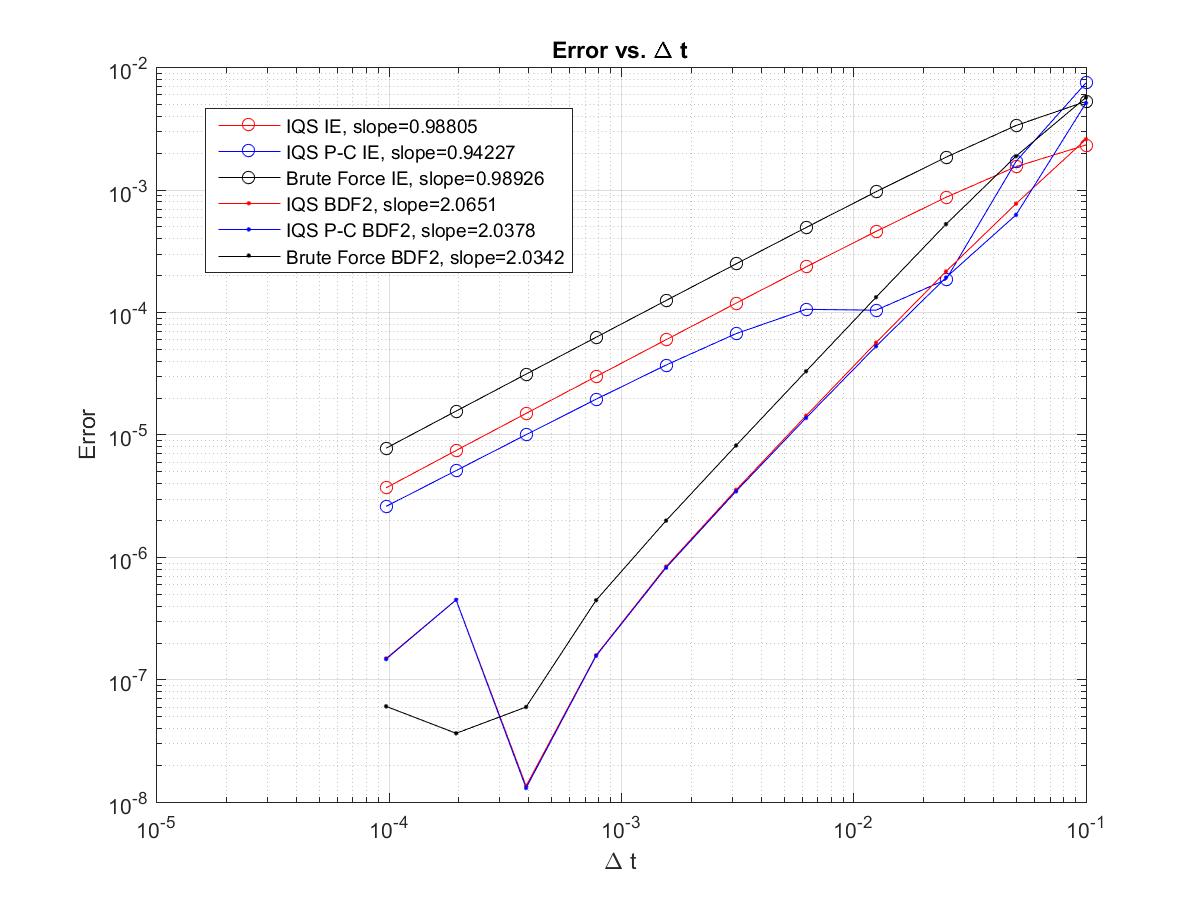 Error vs. Δ t
10^-2
10^-3
10^-4
10^-5
10^-6
10^-7
10^-8
Error
IQS IE, slope=0.98805
IQS P-C IE, slope=0.94227
Brute Force IE, slope=0.98926
IQS BDF2, slope=2.0651
IQS P-C BDF2, slope=2.0378
Brute Force BDF2, slope=2.0342
10^-5 10^-4 10^-3 10^-2 10^-1
Δ t